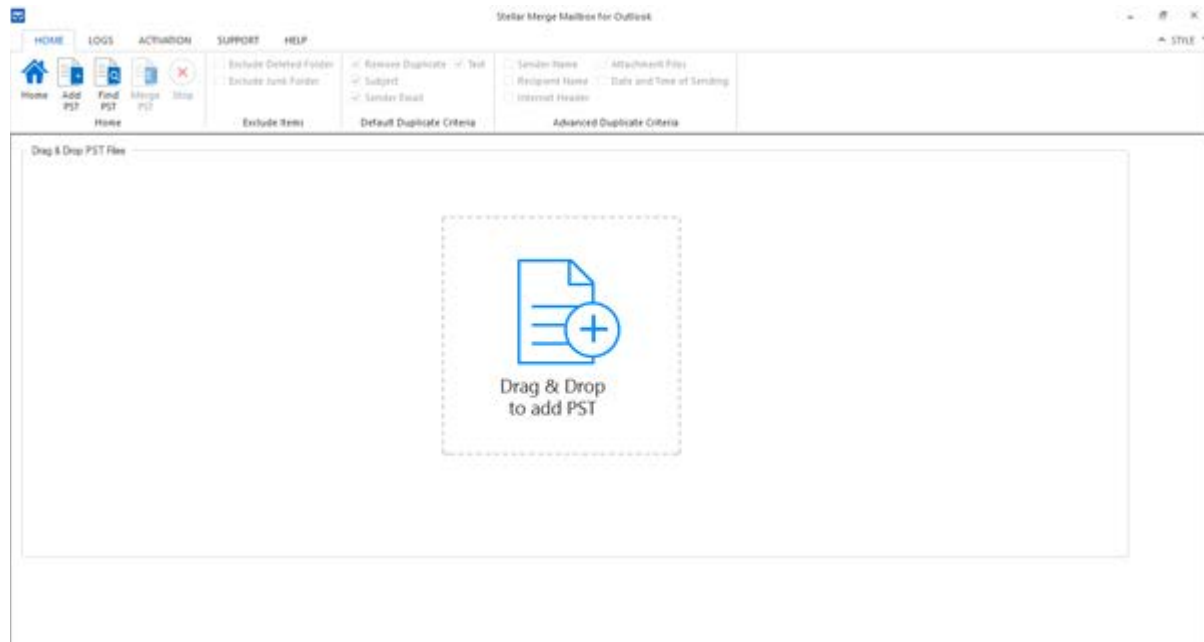 Stellar Merge Mailbox for Outlook
HOME LOGS ACTIVATION SUPPORT HELP STYLE
Exclude Deleted Folder Remove Duplicate Text Sender Name Attachment Files
Exclude Junk Folder Subject Recipient Name Date and Time of Sending
Sender Email Internet Header
Home Add PST Find PST Merge PST Stop
Home Exclude Items Default Duplicate Criteria Advanced Duplicate Criteria
Drag & Drop PST Files
Drag & Drop
to add PST